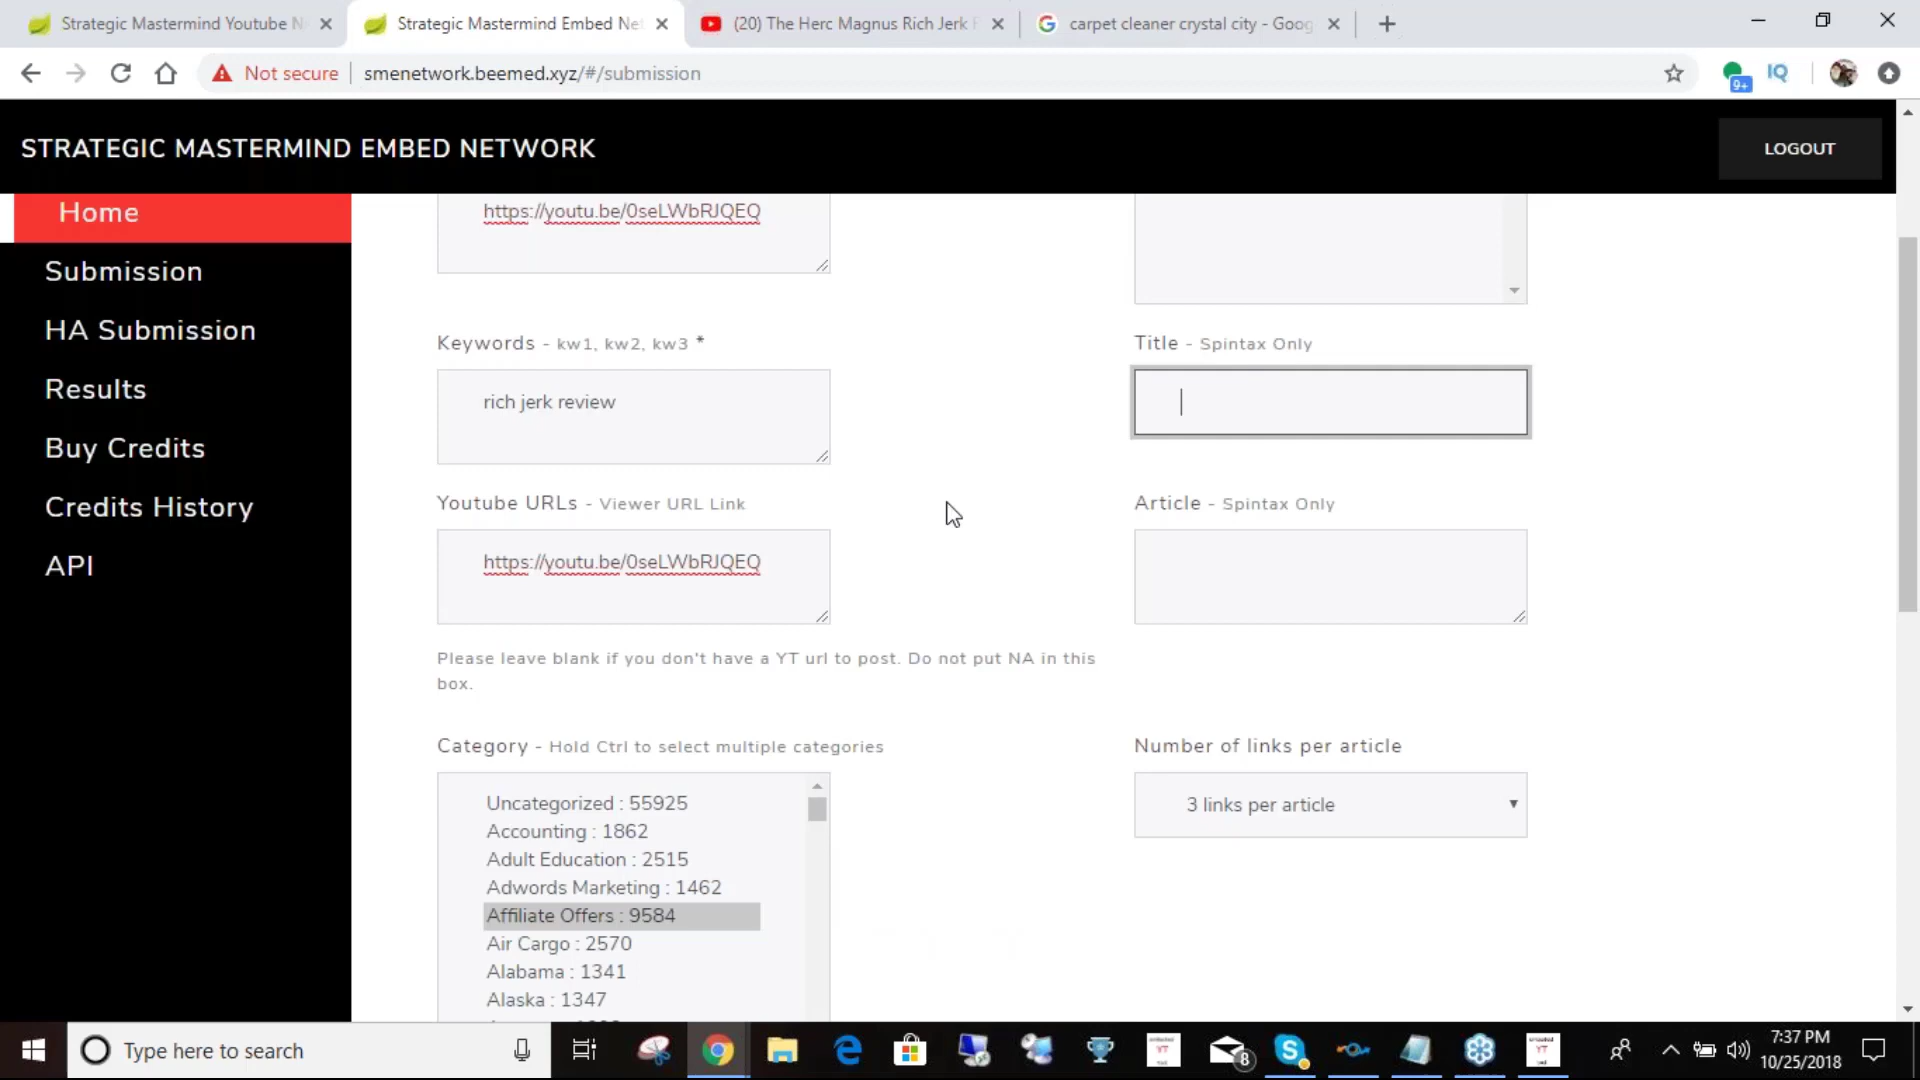 Strategic Mastermind Youtube N
Strategic Mastermind Embed Net
(20) The Herc Magnus Rich Jerk
carpet cleaner crystal city - Goog
Not secure
smenetwork.beemed.xyz/#/submission
9+
IQ
STRATEGIC MASTERMIND EMBED NETWORK
LOGOUT
Home
Submission
HA Submission
Results
Buy Credits
Credits History
API
https://youtu.be/0seLWbRJQEQ
Keywords - kw1, kw2, kw3 *
Title - Spintax Only
rich jerk review
Youtube URLs - Viewer URL Link
Article - Spintax Only
https://youtu.be/0seLWbRJQEQ
Please leave blank if you don't have a YT url to post. Do not put NA in this
box.
Category - Hold Ctrl to select multiple categories
Number of links per article
Uncategorized : 55925
Accounting : 1862
Adult Education : 2515
Adwords Marketing : 1462
Affiliate Offers : 9584
Air Cargo : 2570
Alabama : 1341
Alaska : 1347
3 links per article
Type here to search
YT
8
YT
7:37 PM
10/25/2018